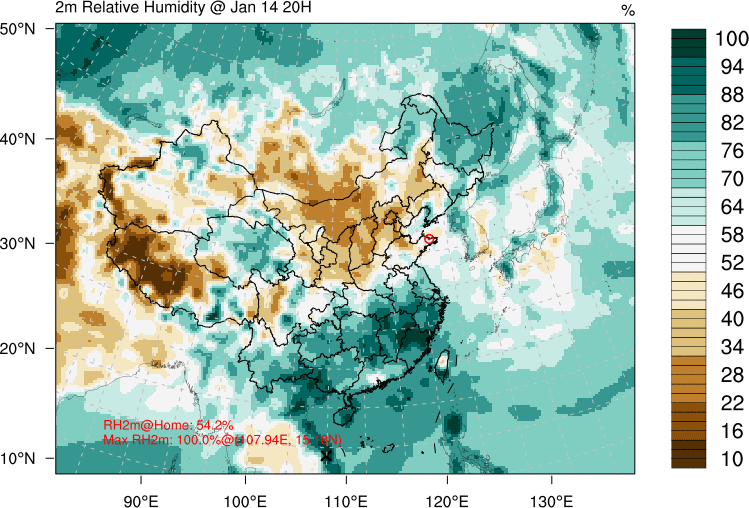 2m Relative Humidity @ Jan 14 20H
%
50°N
40°N
30°N
20°N
10°N
RH2m@Home: 54.2%
Max RH2m: 100.0%@(107.94E,
90°E
100°E
110°E
120°E
130°E
100
94
88
82
76
70
64
58
52
46
40
34
28
22
16
10